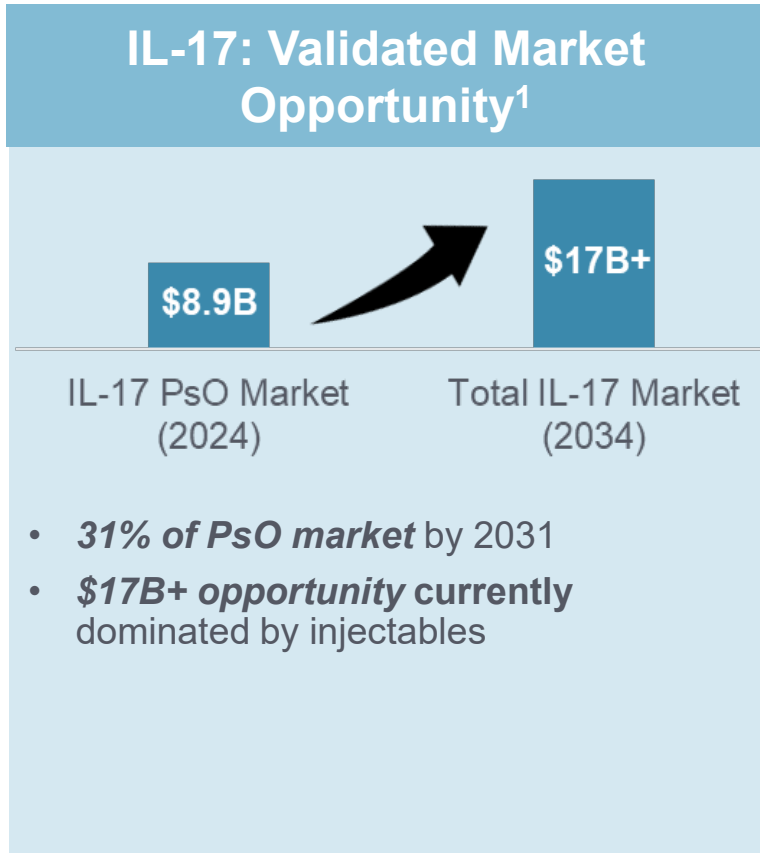 IL-17: Validated Market
Opportunity¹
$8.9B
$17B+
IL-17 PsO Market
(2024)
Total IL-17 Market
(2034)
• 31% of PsO market by 2031
• $17B+ opportunity currently
dominated by injectables